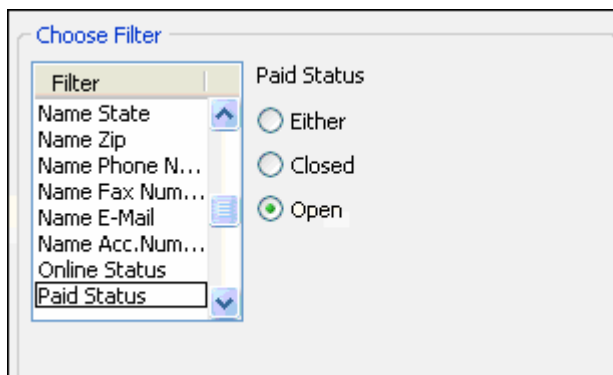 Choose Filter
Filter
Name State
Name Zip
Name Phone N...
Name Fax Num...
Name E-Mail
Name Acc.Num...
Online Status
Paid Status
Paid Status
Either
Closed
Open